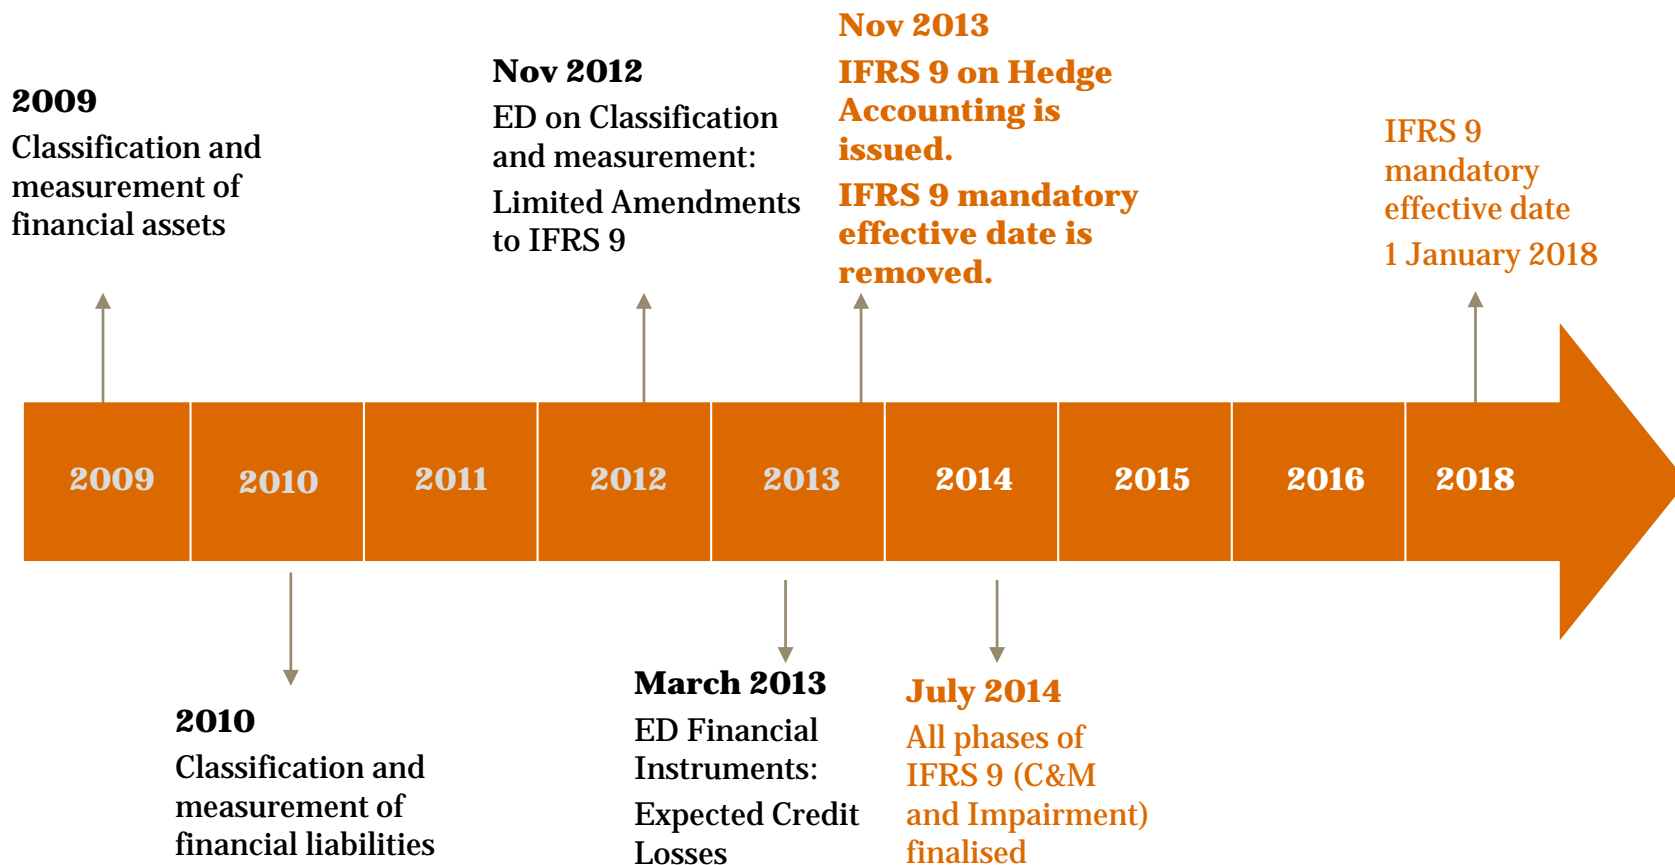 2009
Classification and
measurement of
financial assets
Nov 2012
ED on Classification
and measurement:
Limited Amendments
to IFRS 9
Nov 2013
IFRS 9 on Hedge
Accounting is
issued.
IFRS 9 mandatory
effective date is
removed.
IFRS 9
mandatory
effective date
1 January 2018
2009 2010 2011 2012 2013 2014 2015 2016 2018
2010
Classification and
measurement of
financial liabilities
March 2013
ED Financial
Instruments:
Expected Credit
Losses
July 2014
All phases of
IFRS 9 (C&M
and Impairment)
finalised